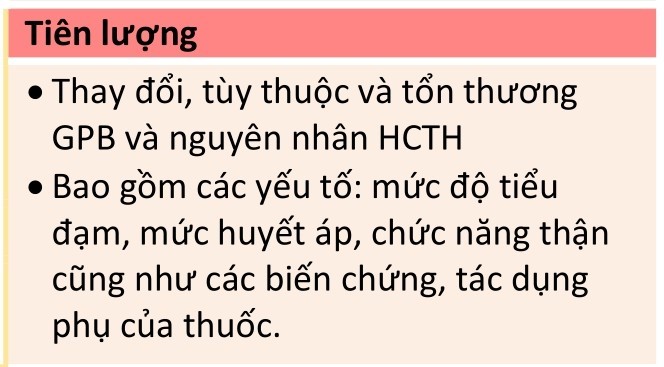 Tiên lượng
• Thay đổi, tùy thuộc và tổn thương
GPB và nguyên nhân HCTH
• Bao gồm các yếu tố: mức độ tiểu
đạm, mức huyết áp, chức năng thận
cũng như các biến chứng, tác dụng
phụ của thuốc.